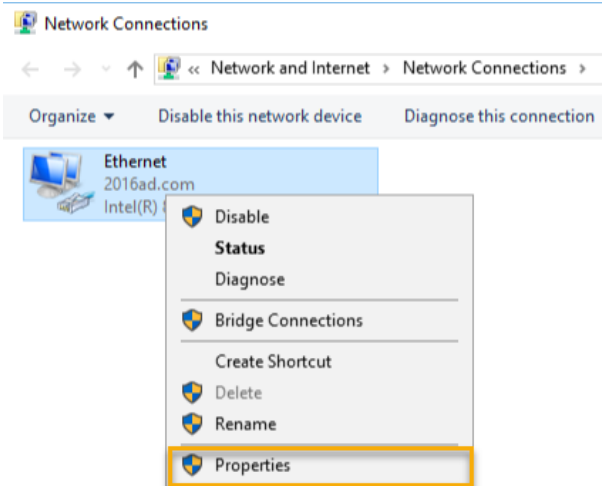 Network Connections
« Network and Internet > Network Connections >
Organize Disable this network device Diagnose this connection
Ethernet
2016ad.com
Intel(R)
Disable
Status
Diagnose
Bridge Connections
Create Shortcut
Delete
Rename
Properties